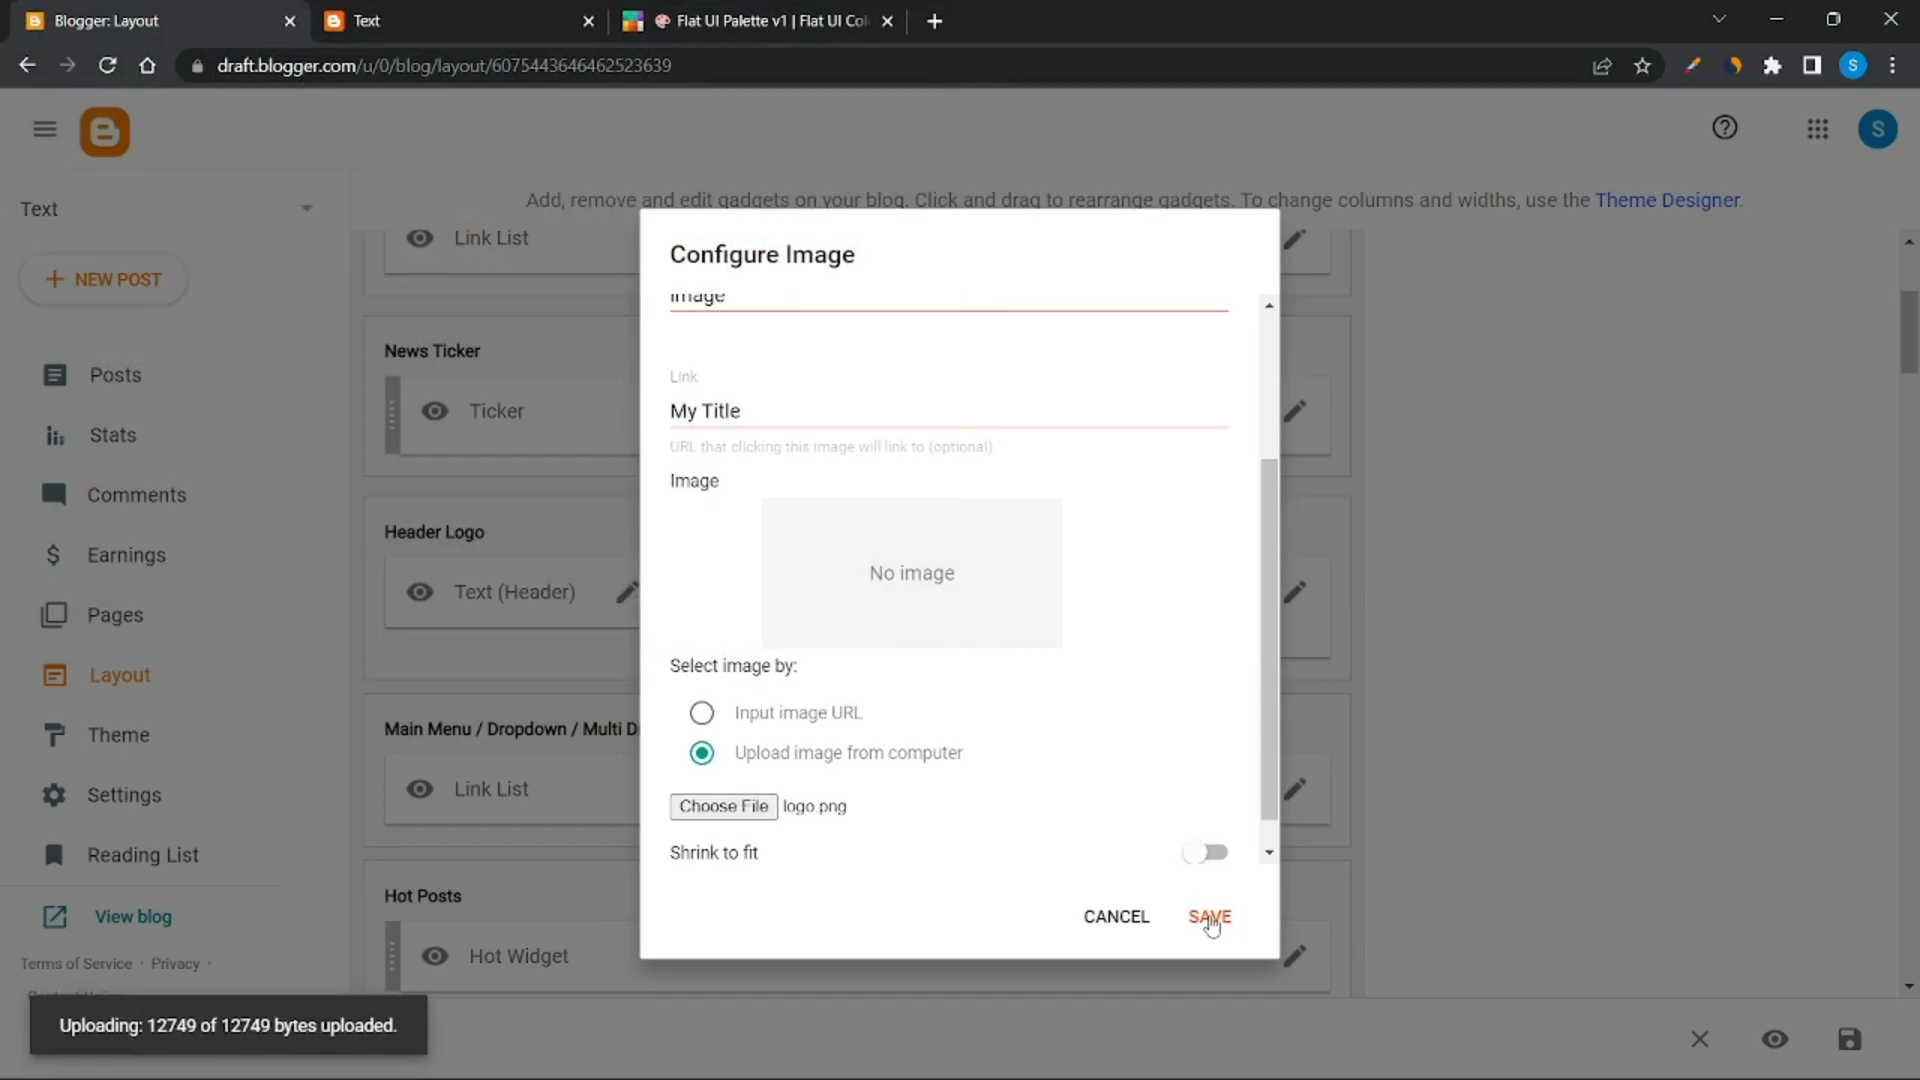 Blogger: Layout
Text
Flat UI Palette v1 | Flat UI Col
draft.blogger.com/u/0/blog/layout/6075443646462523639
S
S
Text
Add, remove and edit gadgets on your blog. Click and drag to rearrange gadgets. To change columns and widths, use the Theme Designer.
NEW POST
Posts
Stats
Comments
Earnings
Pages
Layout
Theme
Settings
Reading List
View blog
Terms of Service · Privacy ·
Link List
News Ticker
Ticker
Header Logo
Text (Header)
Main Menu / Dropdown / Multi D
Link List
Hot Posts
Hot Widget
Configure Image
Image
Link
My Title
URL that clicking this image will link to (optional)
Image
No image
Select image by:
Input image URL
Upload image from computer
Choose File logo.png
Shrink to fit
CANCEL SAVE
Uploading: 12749 of 12749 bytes uploaded.